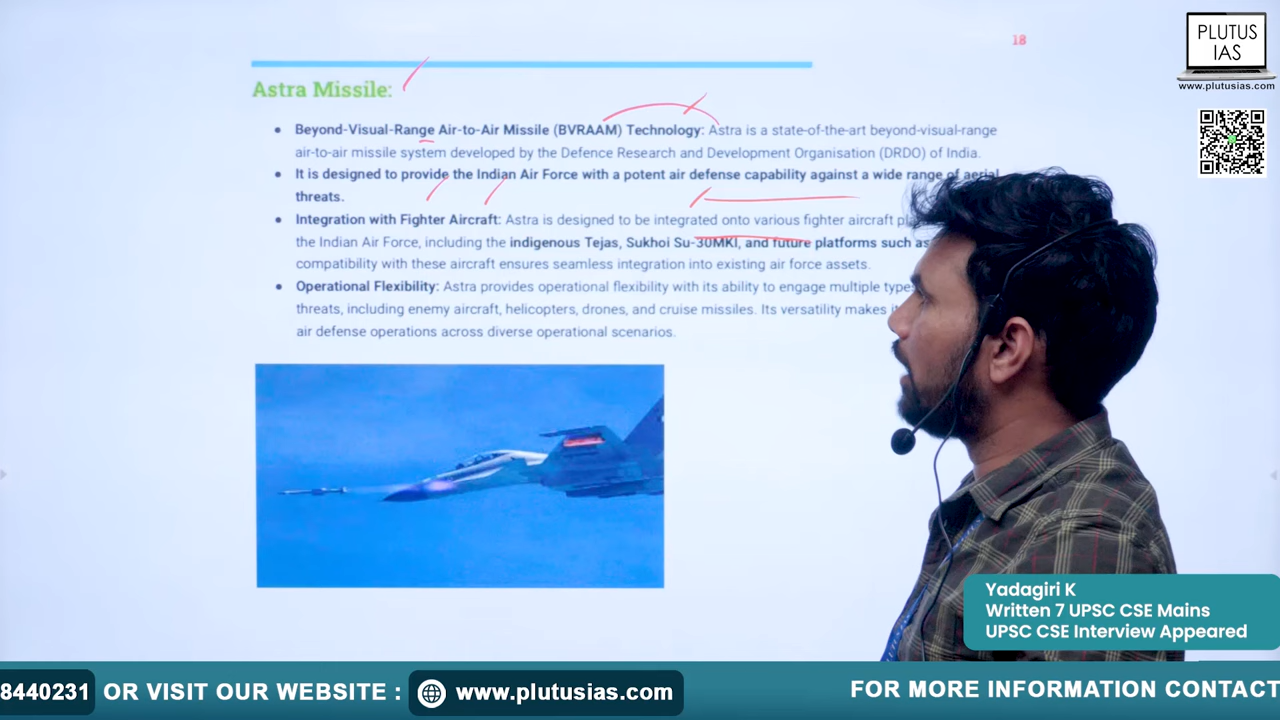 18
PLUTUS
IAS
www.plutusias.com
Astra Missile:
• Beyond-Visual-Range Air-to-Air Missile (BVRAAM) Technology: Astra is a state-of-the-art beyond-visual-range
air-to-air missile system developed by the Defence Research and Development Organisation (DRDO) of India.
• It is designed to provide the Indian Air Force with a potent air defense capability against a wide range of aerial
threats.
• Integration with Fighter Aircraft: Astra is designed to be integrated onto various fighter aircraft
the Indian Air Force, including the indigenous Tejas, Sukhoi Su-30MKI, and future platforms such as
compatibility with these aircraft ensures seamless integration into existing air force assets.
• Operational Flexibility: Astra provides operational flexibility with its ability to engage multiple
threats, including enemy aircraft, helicopters, drones, and cruise missiles. Its versatility makes
air defense operations across diverse operational scenarios.
Yadagiri K
Written 7 UPSC CSE Mains
UPSC CSE Interview Appeared
8440231 OR VISIT OUR WEBSITE : www.plutusias.com FOR MORE INFORMATION CONTACT